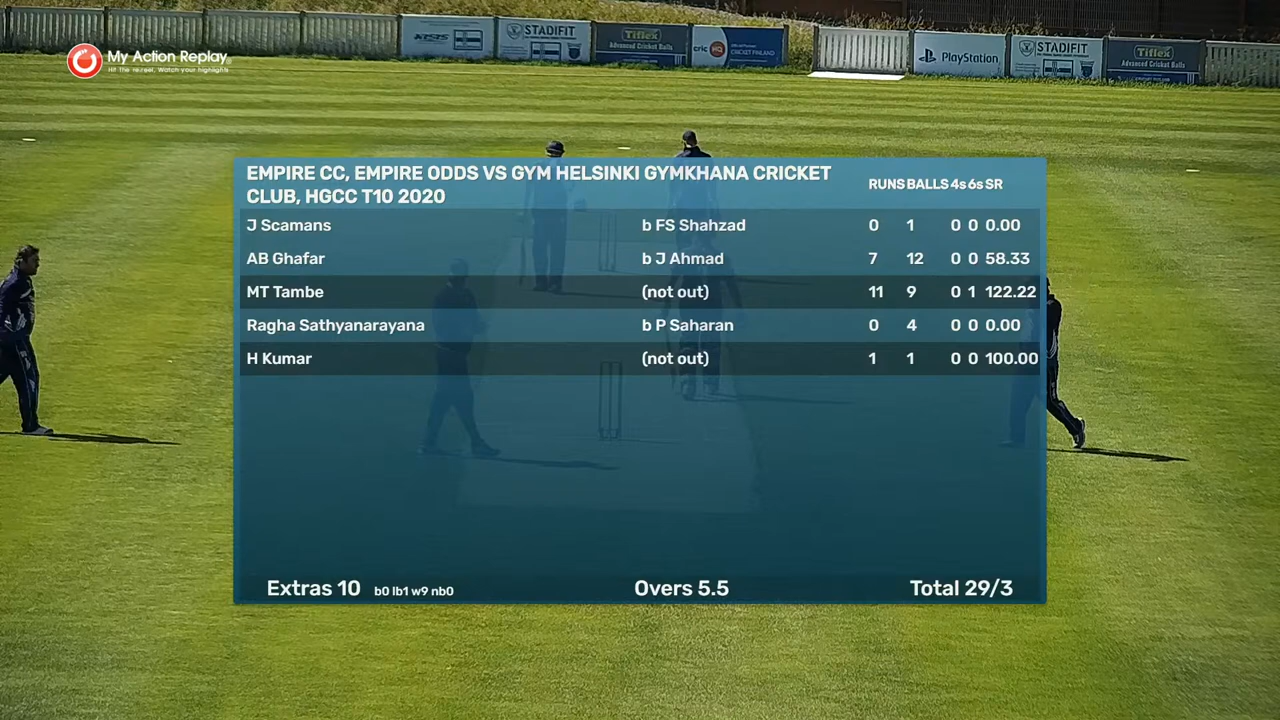 STADIFIT
Tiflex
Advanced Cricket Balls
cricHQ
CRICKET FINLAND
PlayStation
STADIFIT
Tiflex
Advanced Cricket Balls
My Action Replay
Hit the re:reel, Watch your highlights
EMPIRE CC, EMPIRE ODDS VS GYM HELSINKI GYMKHANA CRICKET
CLUB, HGCC T10 2020
RUNS BALLS 4s 6s SR
J Scamans b FS Shahzad 0 1 0 0 0.00
AB Ghafar b J Ahmad 7 12 0 0 58.33
MT Tambe (not out) 11 9 0 1 122.22
Ragha Sathyanarayana b P Saharan 0 4 0 0 0.00
H Kumar (not out) 1 1 0 0 100.00
Extras 10 b0 lb1 w9 nb0 Overs 5.5 Total 29/3